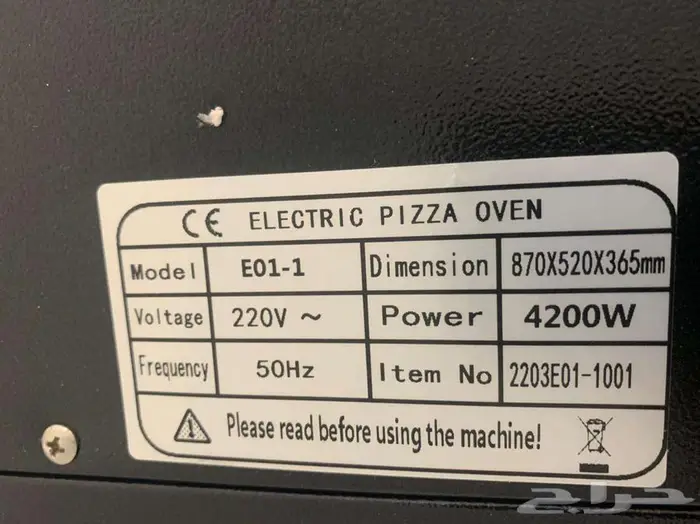 CE ELECTRIC PIZZA OVEN
Model E01-1 Dimension 870X520X365mm
Voltage 220V ~ Power 4200W
Frequency 50Hz Item No 2203E01-1001
Please read before using the machine!
حراج